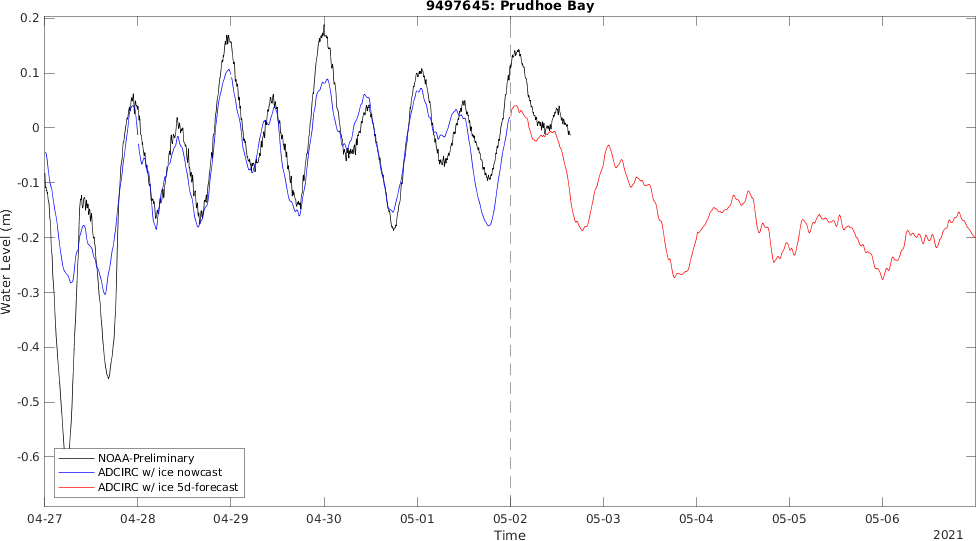 9497645: Prudhoe Bay
0.2
0.1
0
-0.1
-0.2
-0.3
-0.4
-0.5
-0.6
Water Level (m)
NOAA-Preliminary
ADCIRC w/ ice nowcast
ADCIRC w/ ice 5d-forecast
04-27 04-28 04-29 04-30 05-01 05-02 05-03 05-04 05-05 05-06
Time
2021